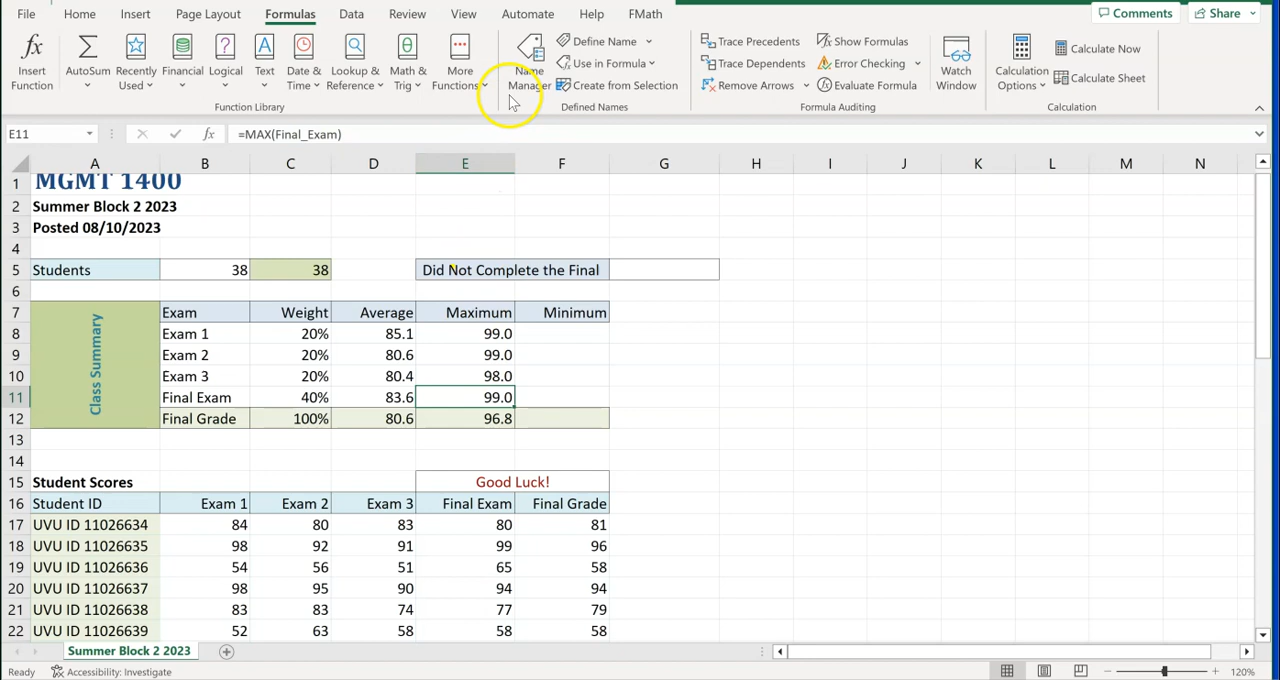 File Home Insert Page Layout Formulas Data Review View Automate Help FMath Comments Share
Insert Function AutoSum Recently Used Financial Logical Text Date & Time Lookup & Reference Math & Trig More Functions
Function Library
Name Manager Define Name Use in Formula Create from Selection
Defined Names
Trace Precedents Trace Dependents Remove Arrows Show Formulas Error Checking Evaluate Formula Watch Window
Formula Auditing
Calculation Options Calculate Now Calculate Sheet
Calculation
E11 fx =MAX(Final_Exam)
A B C D E F G H I J K L M N
1 MGMT 1400
2 Summer Block 2 2023
3 Posted 08/10/2023
4
5 Students 38 38 Did Not Complete the Final
6
7 Exam Weight Average Maximum Minimum
Class Summary
8 Exam 1 20% 85.1 99.0
9 Exam 2 20% 80.6 99.0
10 Exam 3 20% 80.4 98.0
11 Final Exam 40% 83.6 99.0
12 Final Grade 100% 80.6 96.8
13
14
15 Student Scores Good Luck!
16 Student ID Exam 1 Exam 2 Exam 3 Final Exam Final Grade
17 UVU ID 11026634 84 80 83 80 81
18 UVU ID 11026635 98 92 91 99 96
19 UVU ID 11026636 54 56 51 65 58
20 UVU ID 11026637 98 95 90 94 94
21 UVU ID 11026638 83 83 74 77 79
22 UVU ID 11026639 52 63 58 58 58
Summer Block 2 2023
Ready Accessibility: Investigate 120%